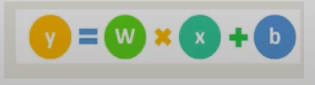 y = W × x + b